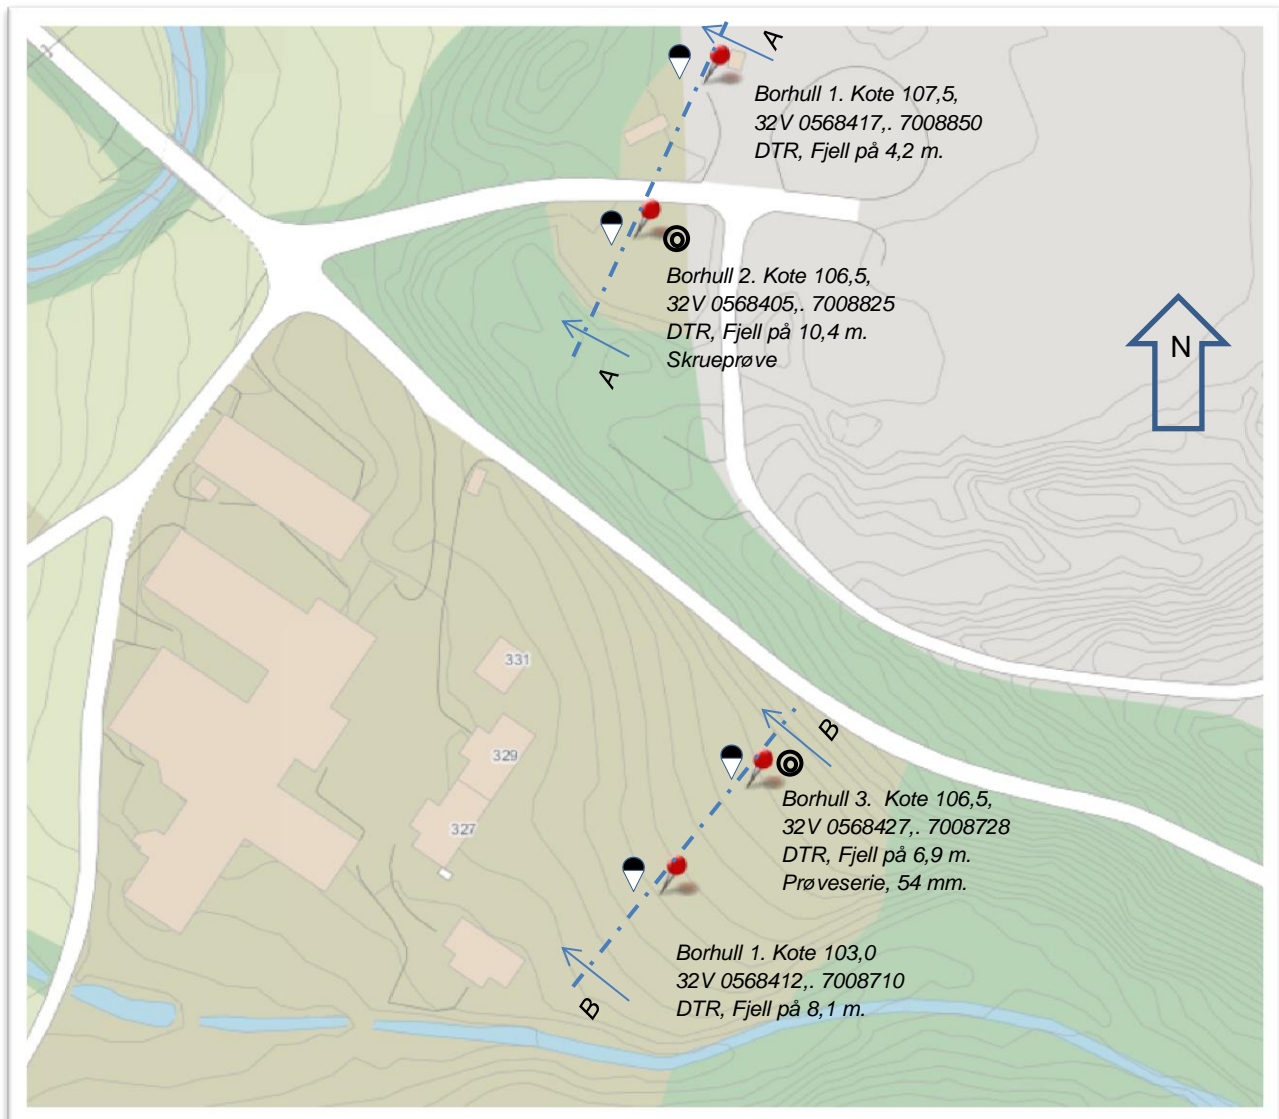 A
Borhull 1. Kote 107,5,
32V 0568417,. 7008850
DTR, Fjell på 4,2 m.
Borhull 2. Kote 106,5,
32V 0568405,. 7008825
DTR, Fjell på 10,4 m.
Skrueprøve
A
N
331
329
327
B
Borhull 3. Kote 106,5,
32V 0568427,. 7008728
DTR, Fjell på 6,9 m.
Prøveserie, 54 mm.
Borhull 1. Kote 103,0
32V 0568412,. 7008710
DTR, Fjell på 8,1 m.
B